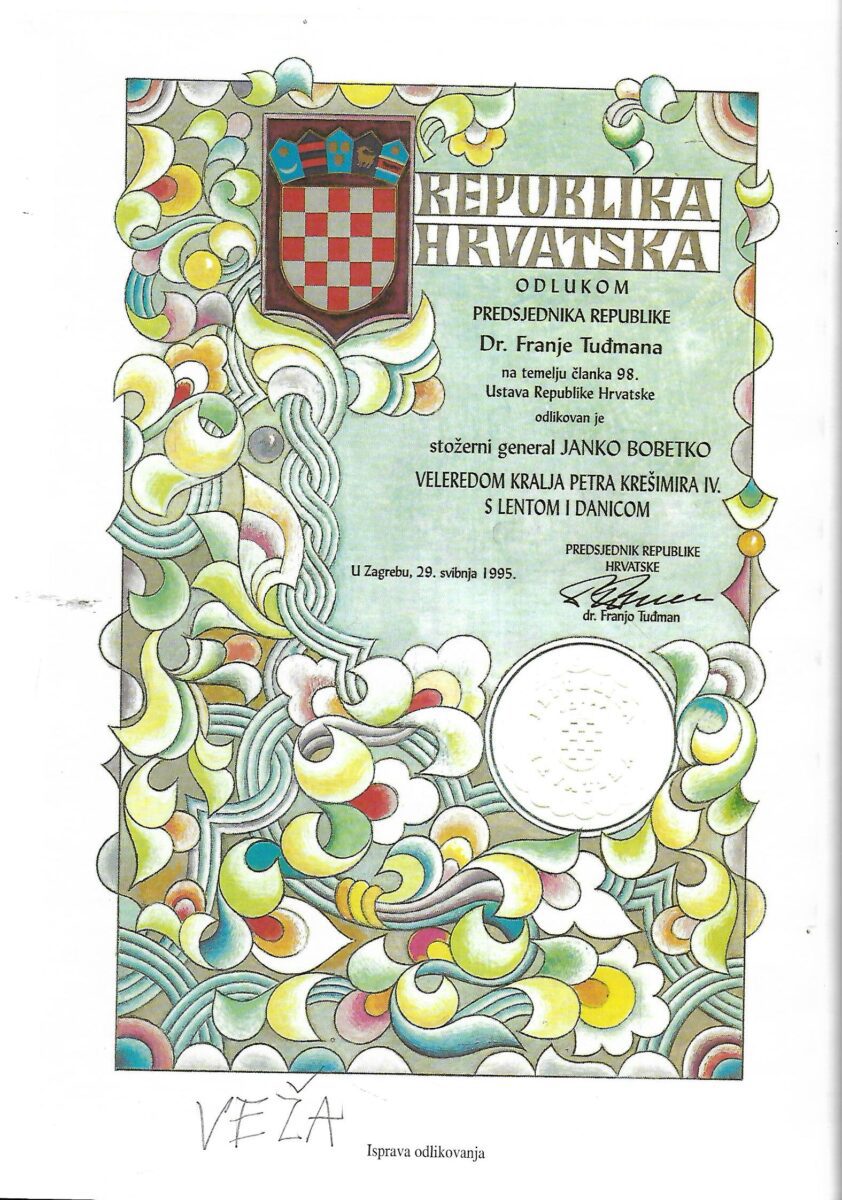 REPUBLIKA
HRVATSKA
ODLUKOM
PREDSJEDNIKA REPUBLIKE
Dr. Franje Tuđmana
na temelju članka 98.
Ustava Republike Hrvatske
odlikovan je
stožerni general JANKO BOBETKO
VELEREDOM KRALJA PETRA KREŠIMIRA IV.
S LENTOM I DANICOM
U Zagrebu, 29. svibnja 1995.
PREDSJEDNIK REPUBLIKE
HRVATSKE
dr. Franjo Tuđman
VEŽA
Isprava odlikovanja